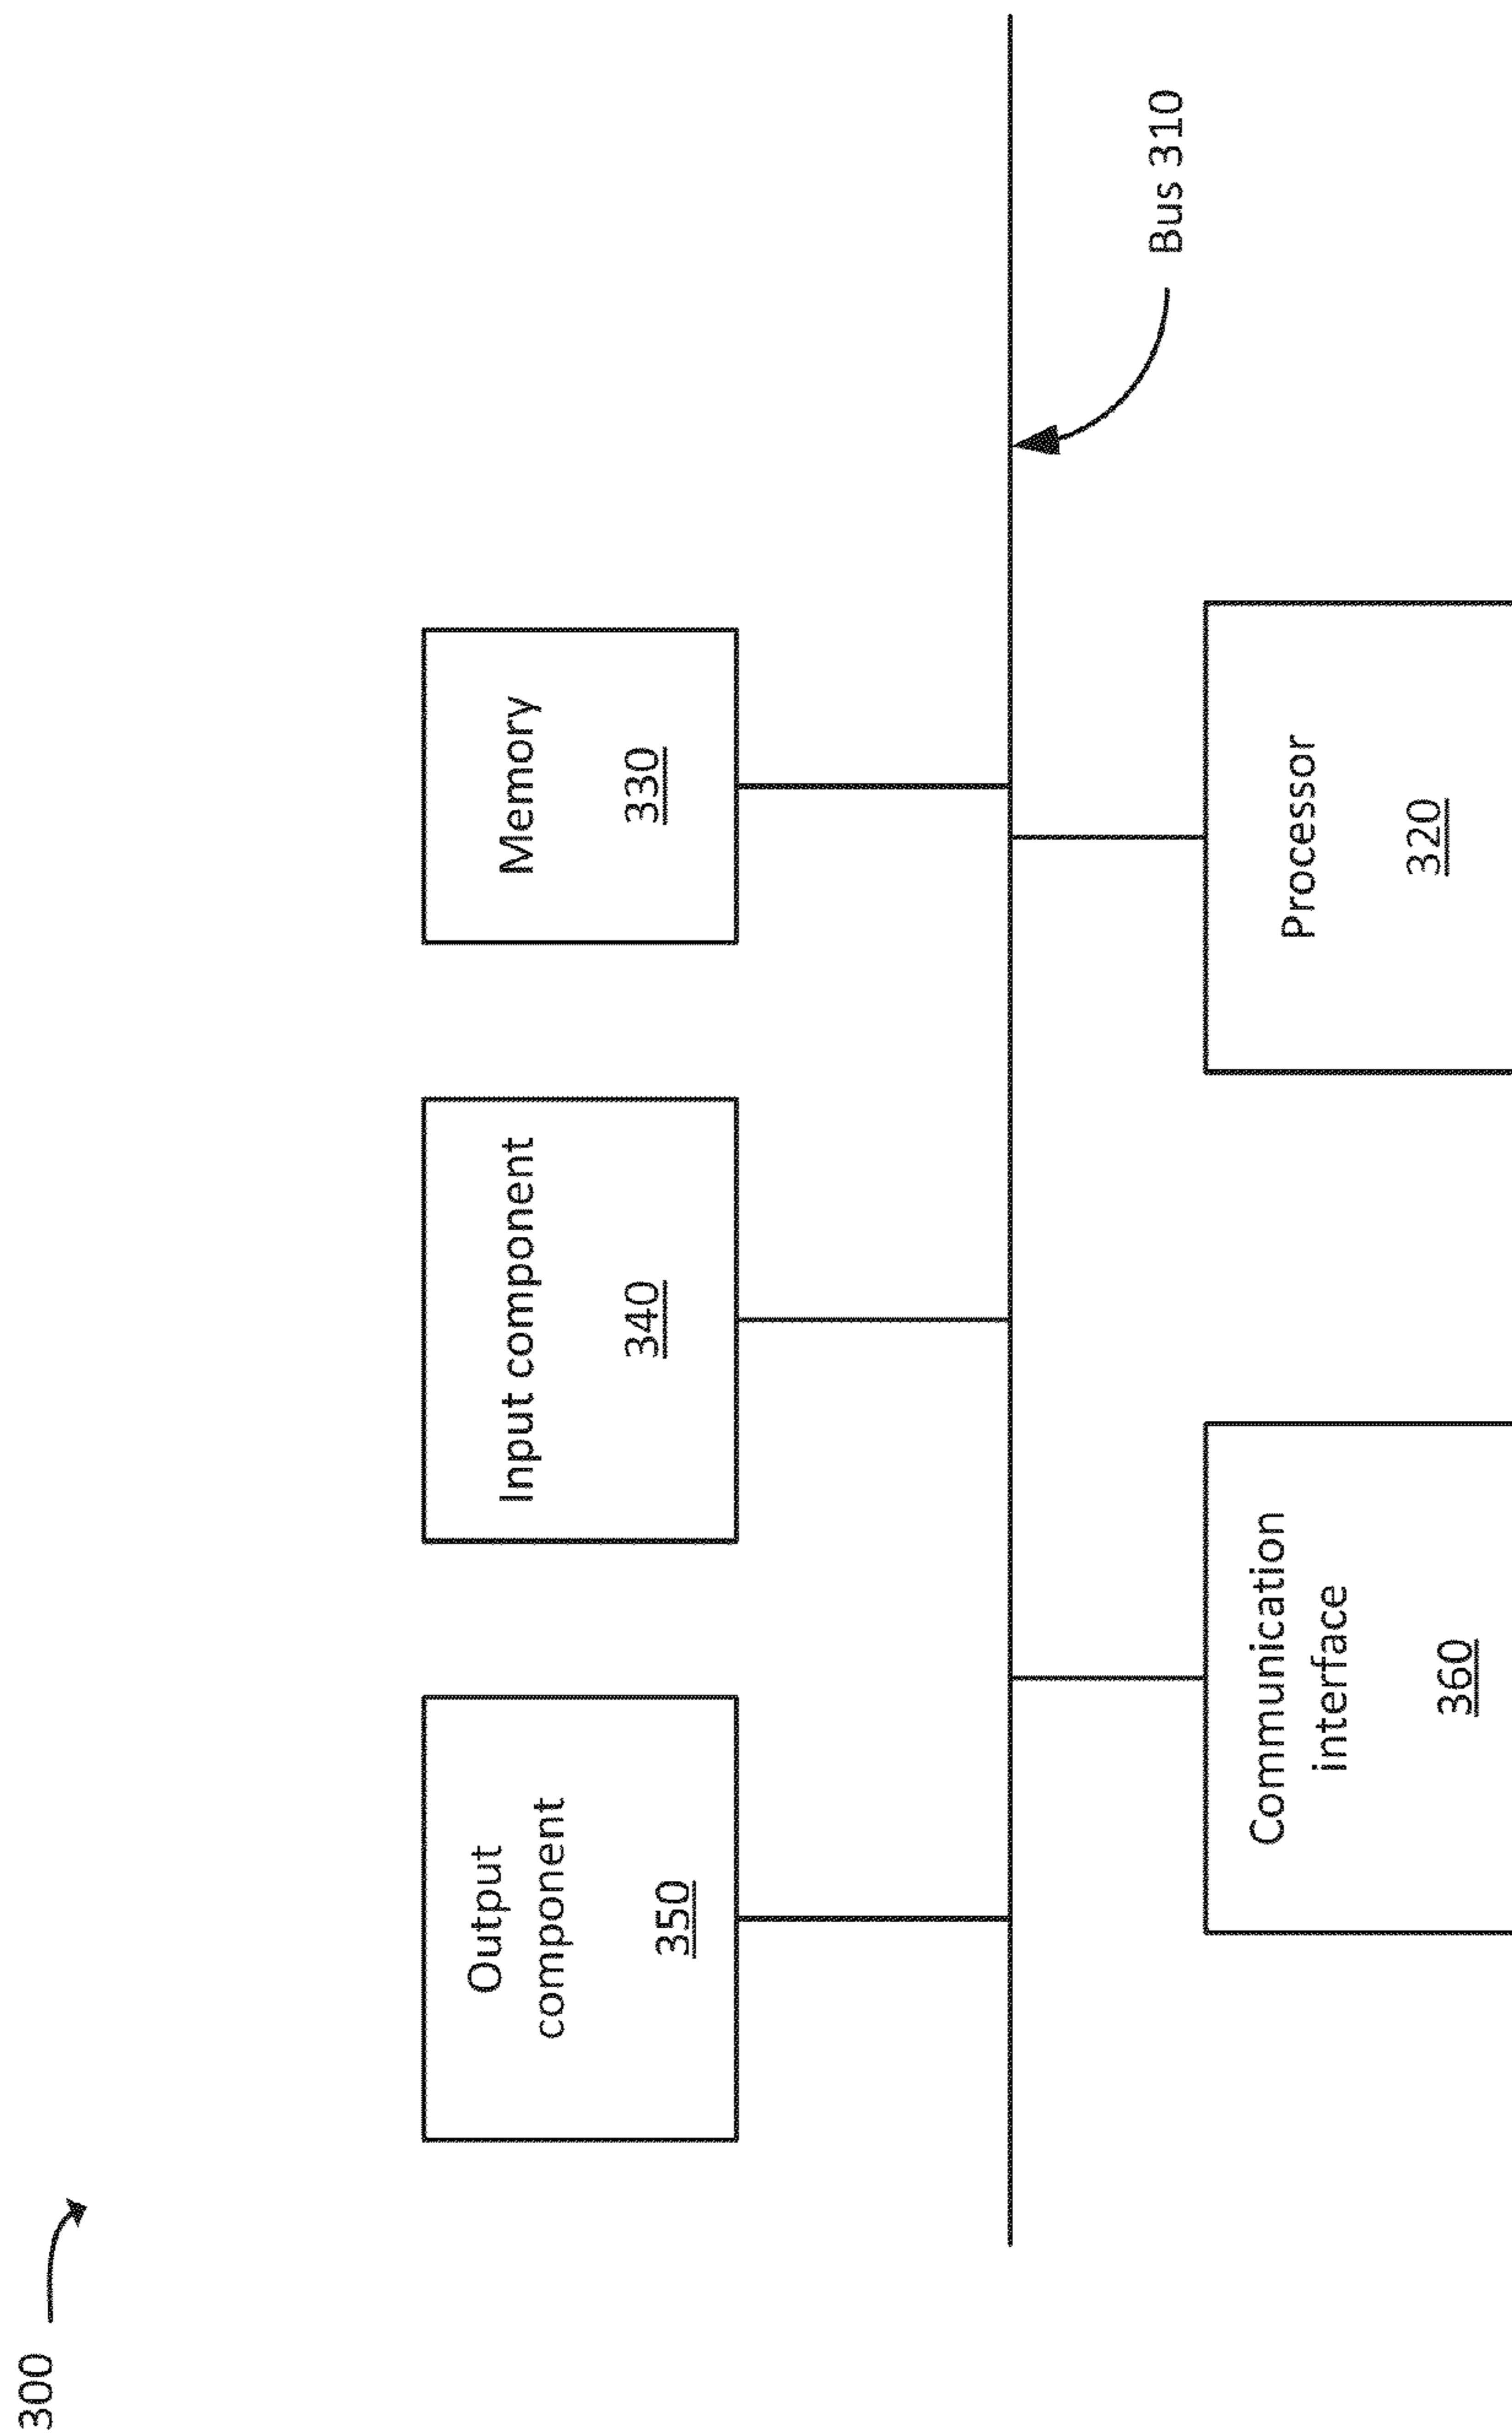 300
Output
component
350
Input component
340
Memory
330
Bus 310
Communication
interface
360
Processor
320